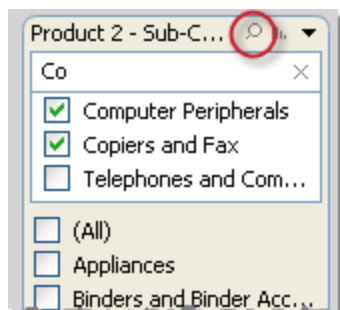 Product 2 - Sub-C...
Co
Computer Peripherals
Copiers and Fax
Telephones and Com...
(All)
Appliances
Binders and Binder Acc...